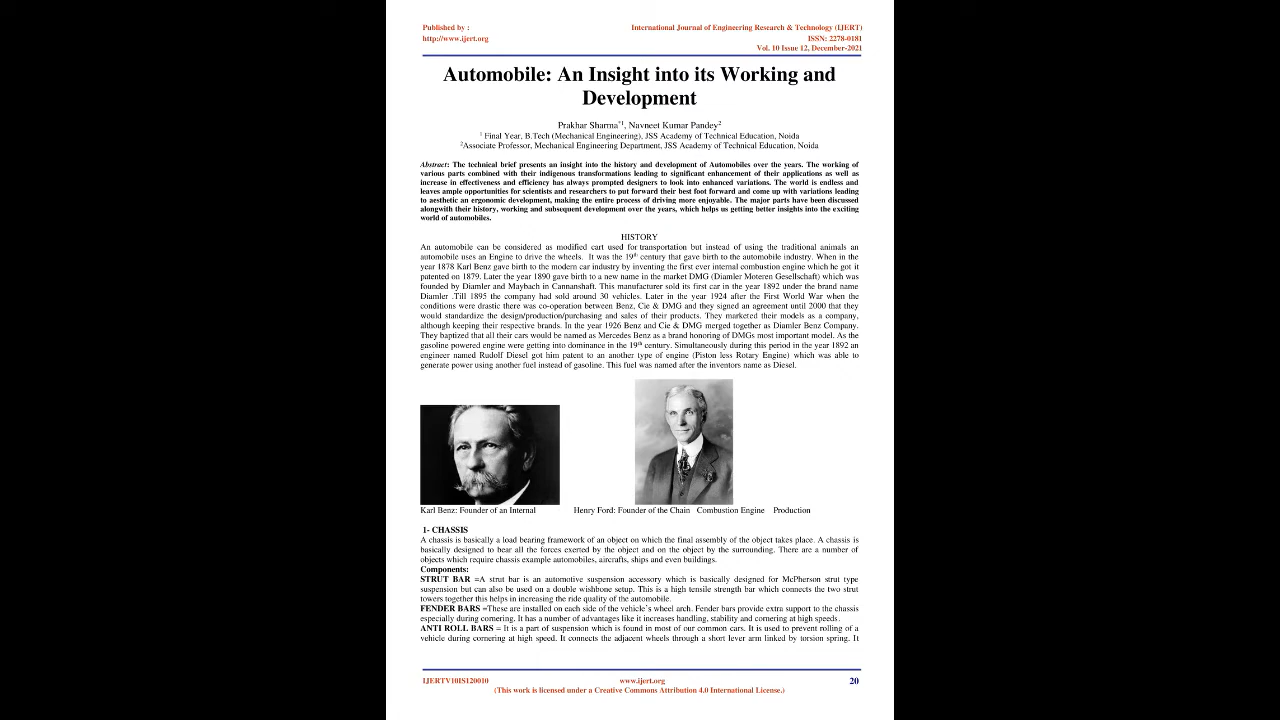 Published by :
International Journal of Engineering Research & Technology (IJERT)
http://www.ijert.org
ISSN: 2278-0181
Vol. 10 Issue 12, December-2021
Automobile: An Insight into its Working and
Development
Prakhar Sharma*1, Navneet Kumar Pandey2
1 Final Year, B.Tech (Mechanical Engineering), JSS Academy of Technical Education, Noida
2Associate Professor, Mechanical Engineering Department, JSS Academy of Technical Education, Noida
Abstract: The technical brief presents an insight into the history and development of Automobiles over the years. The working of
various parts combined with their indigenous transformations leading to significant enhancement of their applications as well as
increase in effectiveness and efficiency has always prompted designers to look into enhanced variations. The world is endless and
leaves ample opportunities for scientists and researchers to put forward their best foot forward and come up with variations leading
to aesthetic an ergonomic development, making the entire process of driving more enjoyable. The major parts have been discussed
alongwith their history, working and subsequent development over the years, which helps us getting better insights into the exciting
world of automobiles.
HISTORY
An automobile can be considered as modified cart used for transportation but instead of using the traditional animals an
automobile uses an Engine to drive the wheels. It was the 19th century that gave birth to the automobile industry. When in the
year 1878 Karl Benz gave birth to the modern car industry by inventing the first ever internal combustion engine which he got it
patented on 1879. Later the year 1890 gave birth to a new name in the market DMG (Diamler Moteren Gesellschaft) which was
founded by Diamler and Maybach in Cannanshaft. This manufacturer sold its first car in the year 1892 under the brand name
Diamler .Till 1895 the company had sold around 30 vehicles. Later in the year 1924 after the First World War when the
conditions were drastic there was co-operation between Benz, Cie & DMG and they signed an agreement until 2000 that they
would standardize the design/production/purchasing and sales of their products. They marketed their models as a company,
although keeping their respective brands. In the year 1926 Benz and Cie & DMG merged together as Diamler Benz Company.
They baptized that all their cars would be named as Mercedes Benz as a brand honoring of DMGs most important model. As the
gasoline powered engine were getting into dominance in the 19th century. Simultaneously during this period in the year 1892 an
engineer named Rudolf Diesel got him patent to an another type of engine (Piston less Rotary Engine) which was able to
generate power using another fuel instead of gasoline. This fuel was named after the inventors name as Diesel.
Karl Benz: Founder of an Internal Henry Ford: Founder of the Chain Combustion Engine Production
1- CHASSIS
A chassis is basically a load bearing framework of an object on which the final assembly of the object takes place. A chassis is
basically designed to bear all the forces exerted by the object and on the object by the surrounding. There are a number of
objects which require chassis example automobiles, aircrafts, ships and even buildings.
Components:
STRUT BAR =A strut bar is an automotive suspension accessory which is basically designed for McPherson strut type
suspension but can also be used on a double wishbone setup. This is a high tensile strength bar which connects the two strut
towers together this helps in increasing the ride quality of the automobile.
FENDER BARS =These are installed on each side of the vehicle's wheel arch. Fender bars provide extra support to the chassis
especially during cornering. It has a number of advantages like it increases handling, stability and cornering at high speeds.
ANTI ROLL BARS = It is a part of suspension which is found in most of our common cars. It is used to prevent rolling of a
vehicle during cornering at high speed. It connects the adjacent wheels through a short lever arm linked by torsion spring. It
IJERTV10IS120010
www.ijert.org
20
(This work is licensed under a Creative Commons Attribution 4.0 International License.)